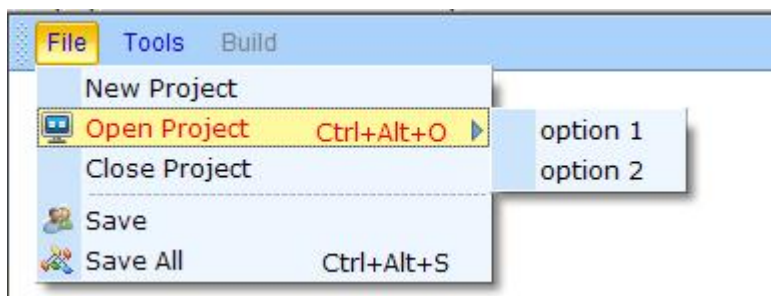 File Tools Build
New Project
Open Project Ctrl+Alt+O option 1
Close Project option 2
Save
Save All Ctrl+Alt+S